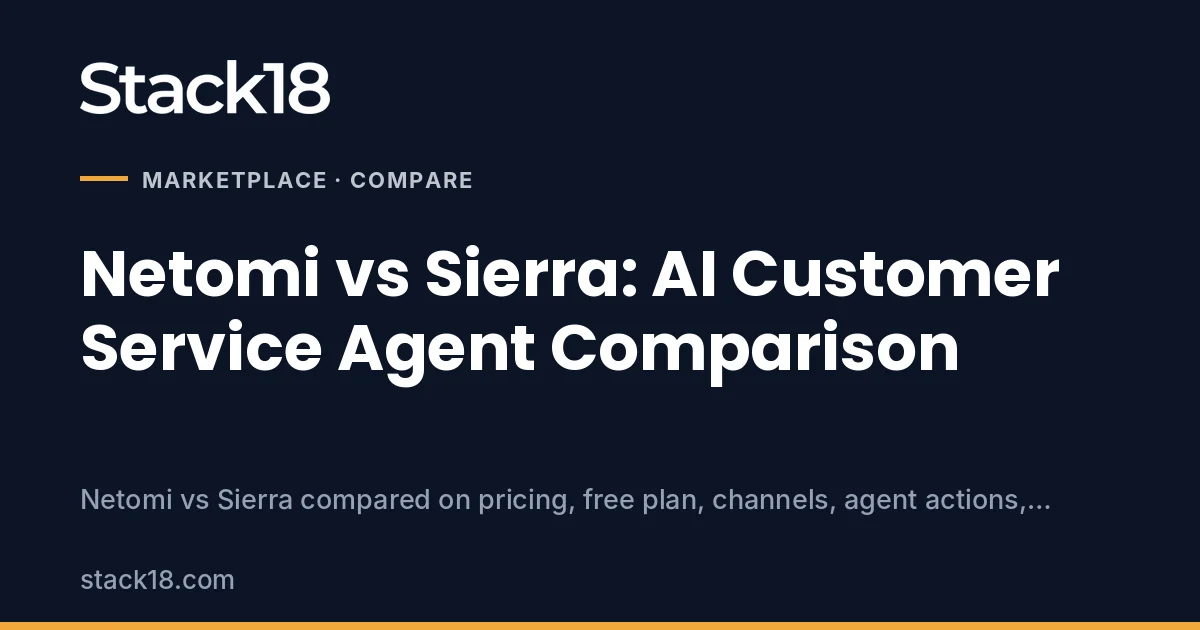 Stack18
MARKETPLACE · COMPARE
Netomi vs Sierra: AI Customer
Service Agent Comparison
Netomi vs Sierra compared on pricing, free plan, channels, agent actions,...
stack18.com